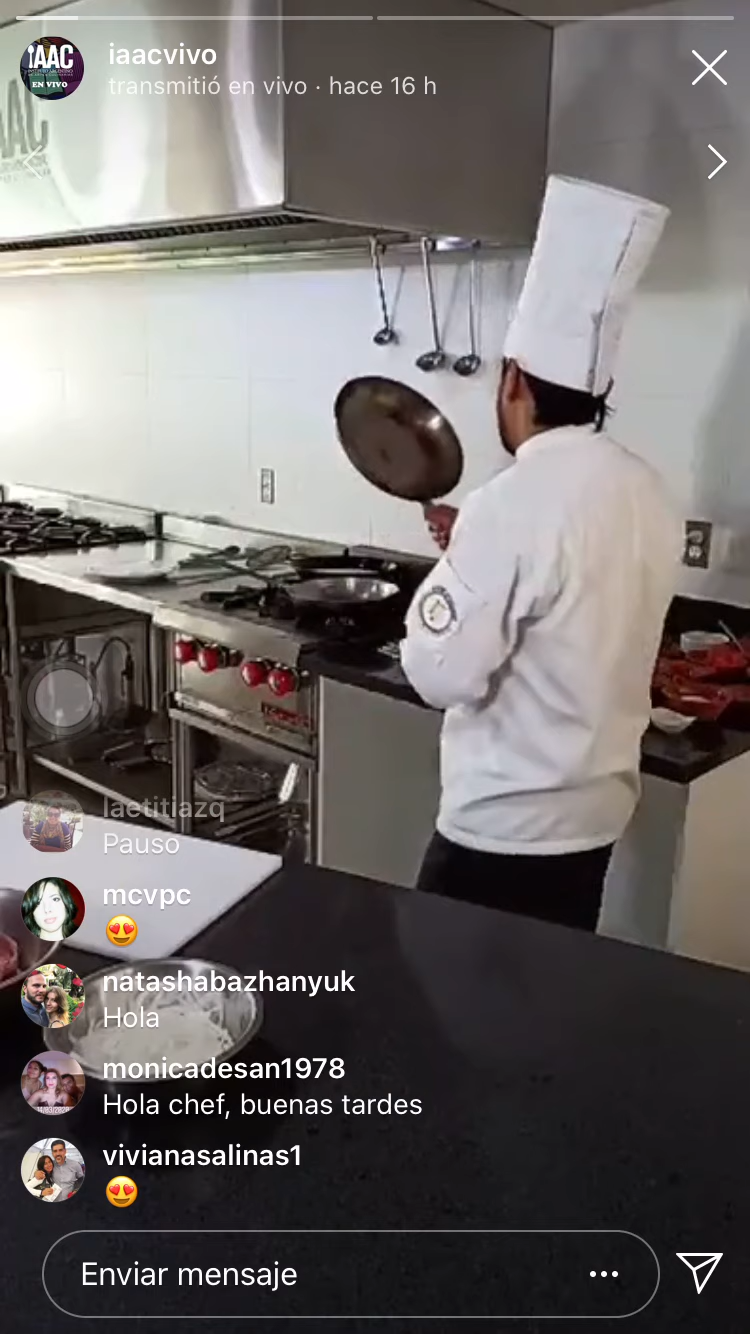 iAAC
EN VIVO
iaacvivo
transmitió en vivo · hace 16 h
laetitiazq
Pauso
mcvpc
😍
natashabazhanyuk
Hola
monicadesan1978
Hola chef, buenas tardes
vivianasalinas1
😍
Enviar mensaje